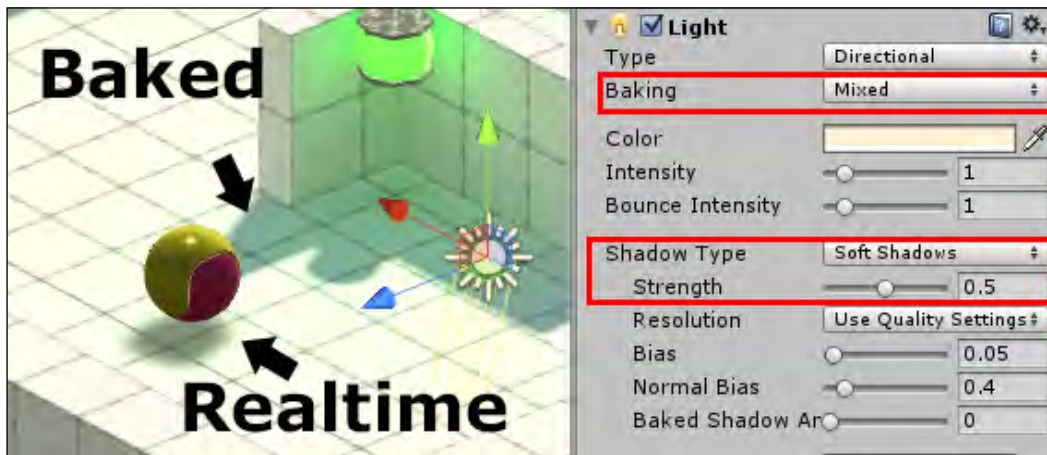 Baked
Realtime
Light
Type Directional
Baking Mixed
Color
Intensity 1
Bounce Intensity 1
Shadow Type Soft Shadows
Strength 0.5
Resolution Use Quality Settings
Bias 0.05
Normal Bias 0.4
Baked Shadow An 0